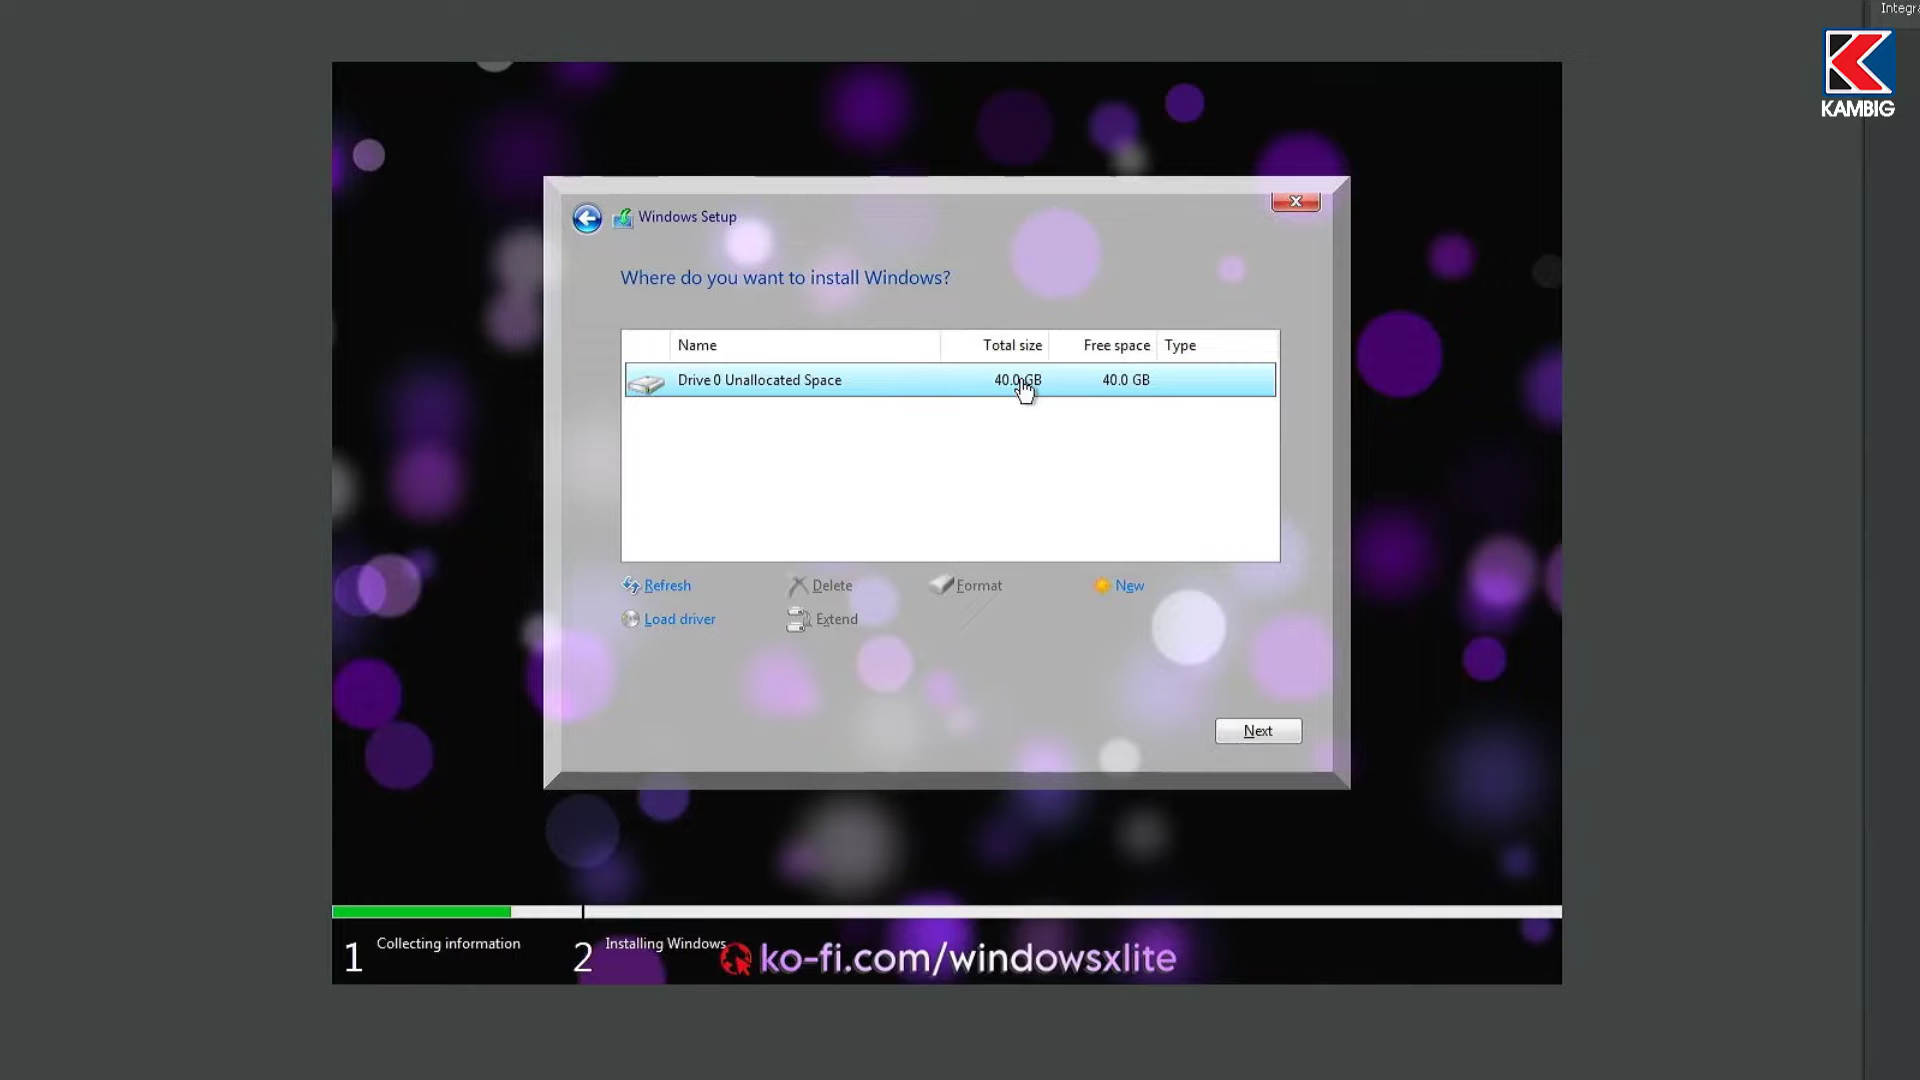 Integra
KAMBIG
Windows Setup
Where do you want to install Windows?
Name Total size Free space Type
Drive 0 Unallocated Space 40.0 GB 40.0 GB
Refresh Delete Format New
Load driver Extend
Next
1 Collecting information 2 Installing Windows
ko-fi.com/windowsxlite